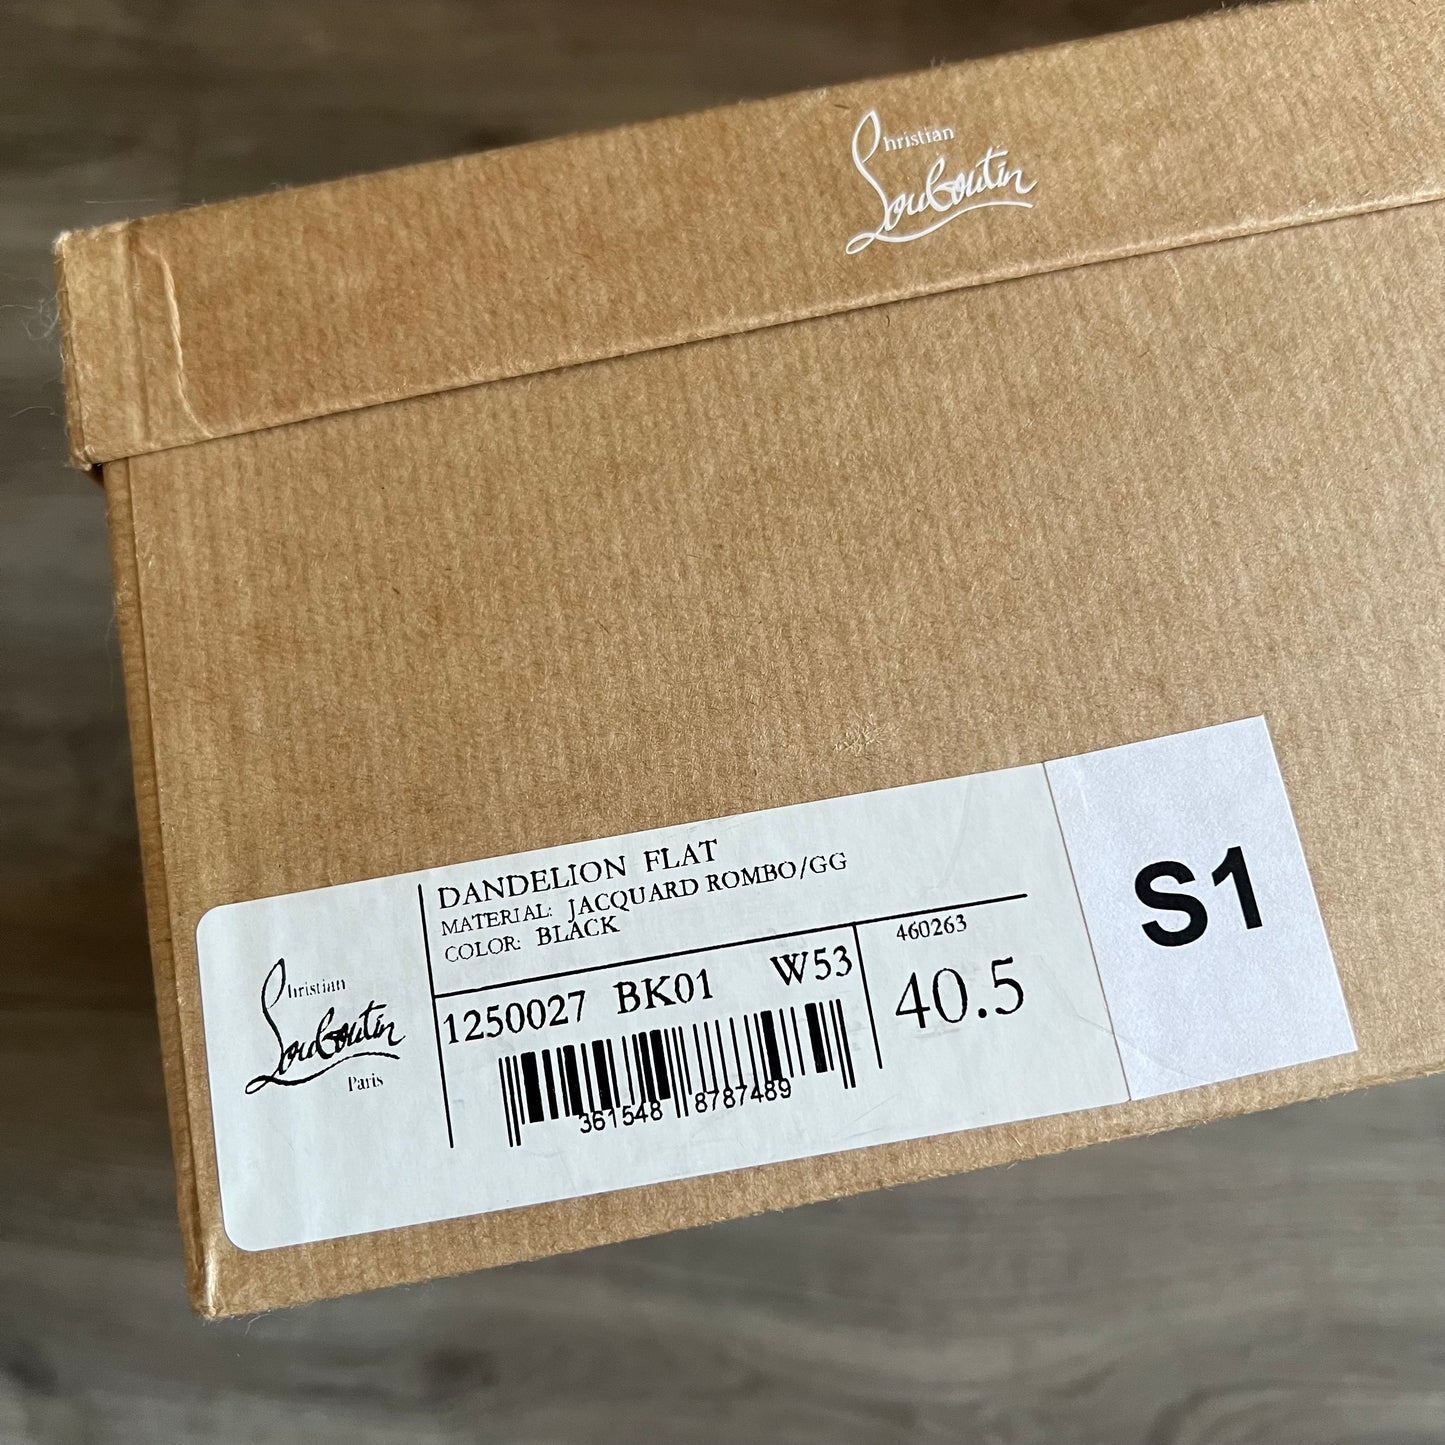 Christian
Louboutin
DANDELION FLAT
MATERIAL: JACQUARD ROMBO/GG
COLOR: BLACK
Christian
Louboutin
Paris
1250027 BK01 W53
460263
40.5
361548 8787489
S1